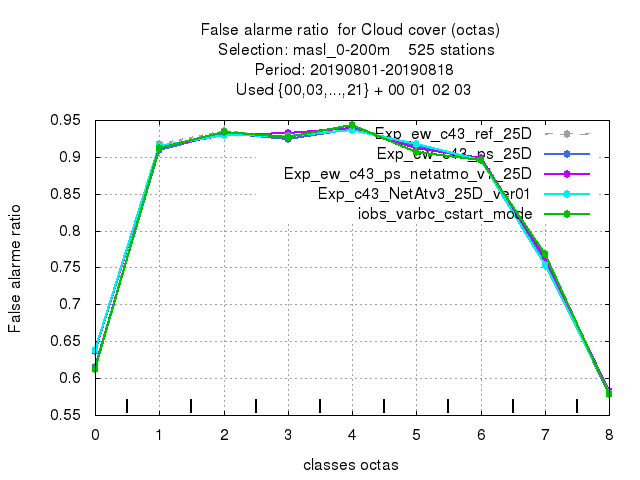 False alarme ratio  for Cloud cover (octas)
Selection: masl_0-200m    525 stations
Period: 20190801-20190818
Used {00,03,...,21} + 00 01 02 03
Exp_ew_c43_ref_25D
Exp_ew_c43_ps_25D
Exp_ew_c43_ps_netatmo_v1_25D
Exp_c43_NetAtv3_25D_ver01
iobs_varbc_cstart_mode
False alarme ratio
0.95
0.9
0.85
0.8
0.75
0.7
0.65
0.6
0.55
0 1 2 3 4 5 6 7 8
classes octas